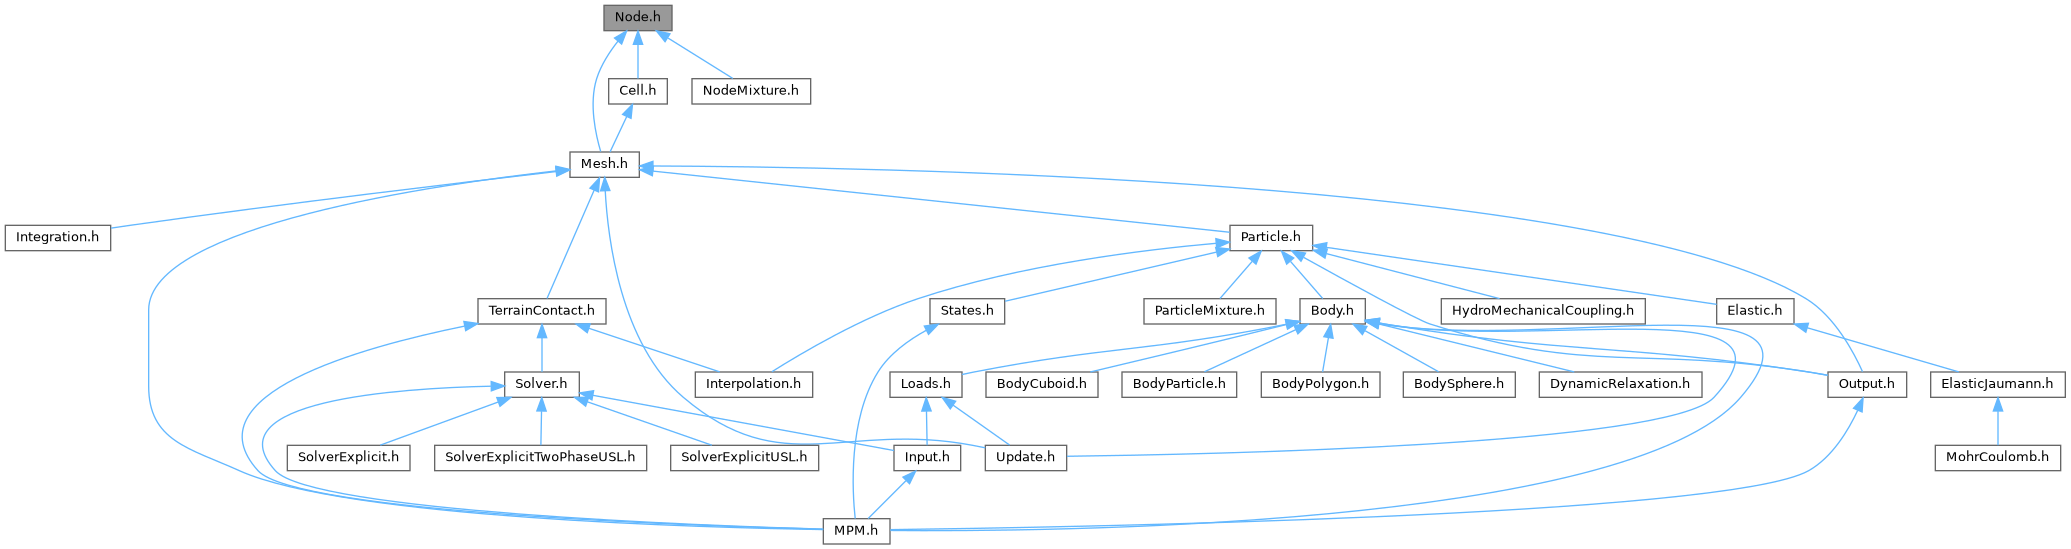 Node.h
Cell.h
NodeMixture.h
Mesh.h
Integration.h
Particle.h
TerrainContact.h
States.h
ParticleMixture.h
Body.h
HydroMechanicalCoupling.h
Elastic.h
Solver.h
Interpolation.h
Loads.h
BodyCuboid.h
BodyParticle.h
BodyPolygon.h
BodySphere.h
DynamicRelaxation.h
Output.h
ElasticJaumann.h
SolverExplicit.h
SolverExplicitTwoPhaseUSL.h
SolverExplicitUSL.h
Input.h
Update.h
MohrCoulomb.h
MPM.h